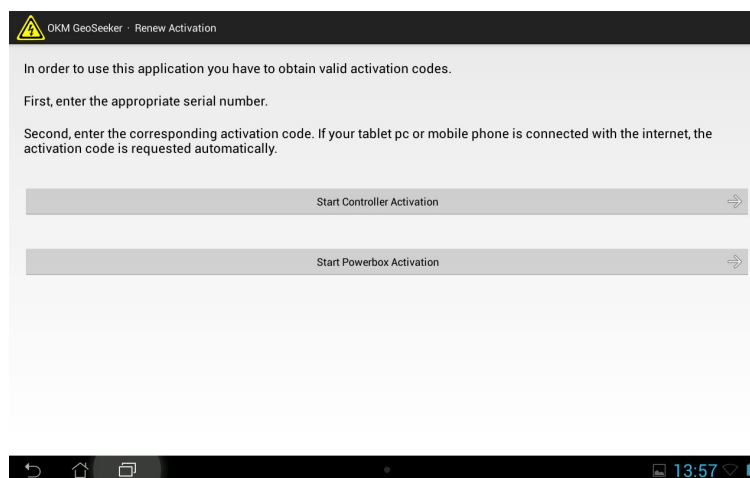 OKM GeoSeeker · Renew Activation
In order to use this application you have to obtain valid activation codes.
First, enter the appropriate serial number.
Second, enter the corresponding activation code. If your tablet pc or mobile phone is connected with the internet, the
activation code is requested automatically.
Start Controller Activation
Start Powerbox Activation
13:57